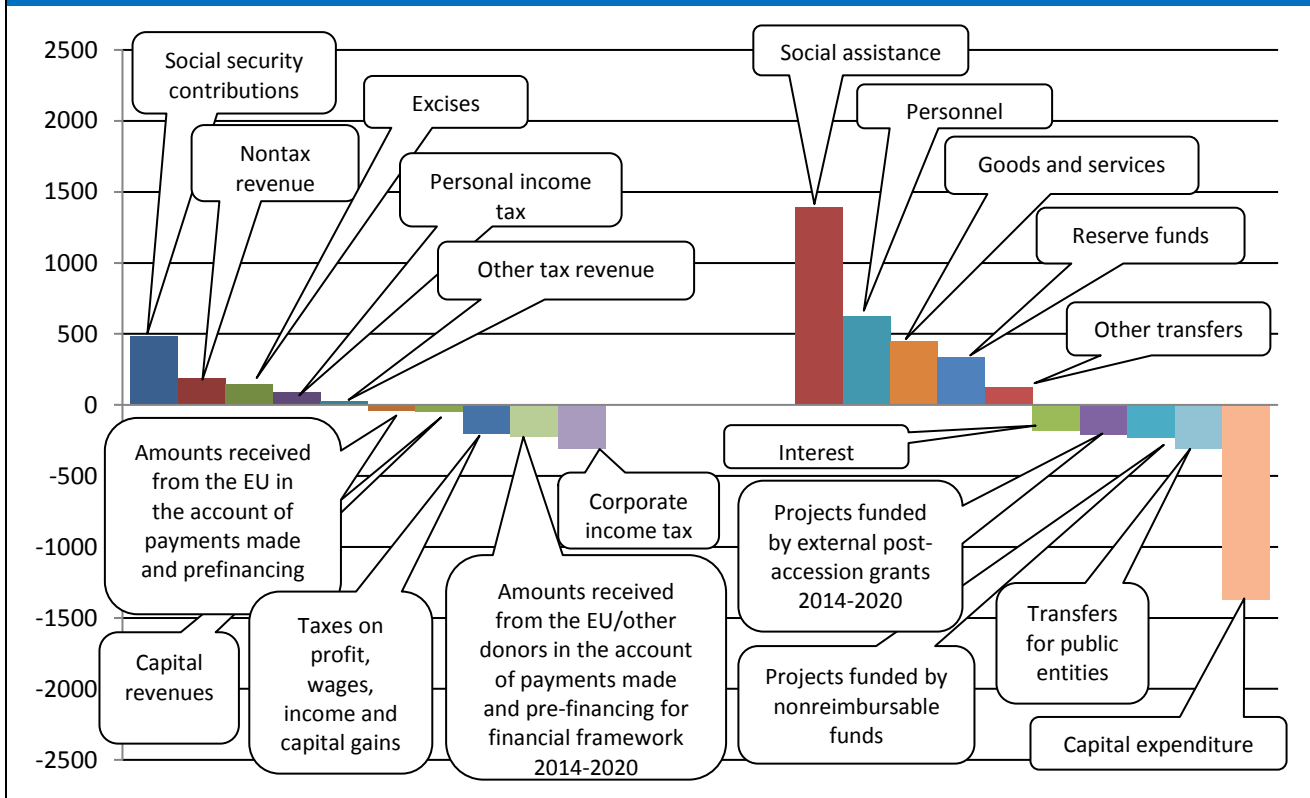 2500
2000
1500
1000
500
0
-500
-1000
-1500
-2000
-2500
Social security
contributions
Nontax
revenue
Excises
Personal income
tax
Other tax revenue
Social assistance
Personnel
Goods and services
Reserve funds
Other transfers
Amounts received
from the EU in
the account of
payments made
and prefinancing
Capital
revenues
Taxes on
profit,
wages,
income and
capital gains
Amounts received
from the EU/other
donors in the account
of payments made
and pre-financing for
financial framework
2014-2020
Corporate
income tax
Interest
Projects funded
by external post-
accession grants
2014-2020
Projects funded by
nonreimbursable
funds
Transfers
for public
entities
Capital expenditure